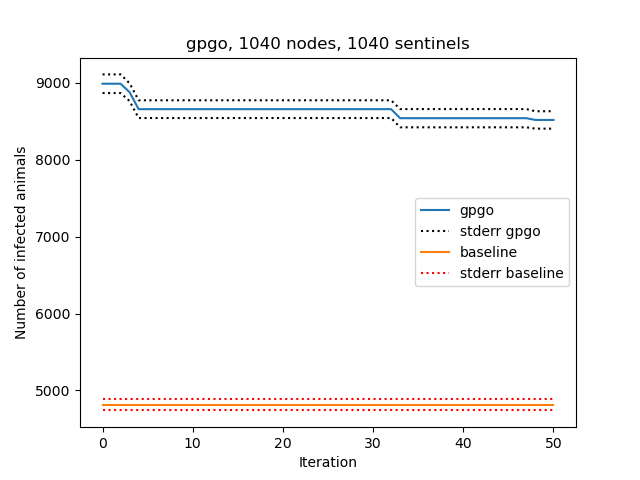 gpgo, 1040 nodes, 1040 sentinels
Number of infected animals
9000
8000
7000
6000
5000
gpgo
stderr gpgo
baseline
stderr baseline
0 10 20 30 40 50
Iteration